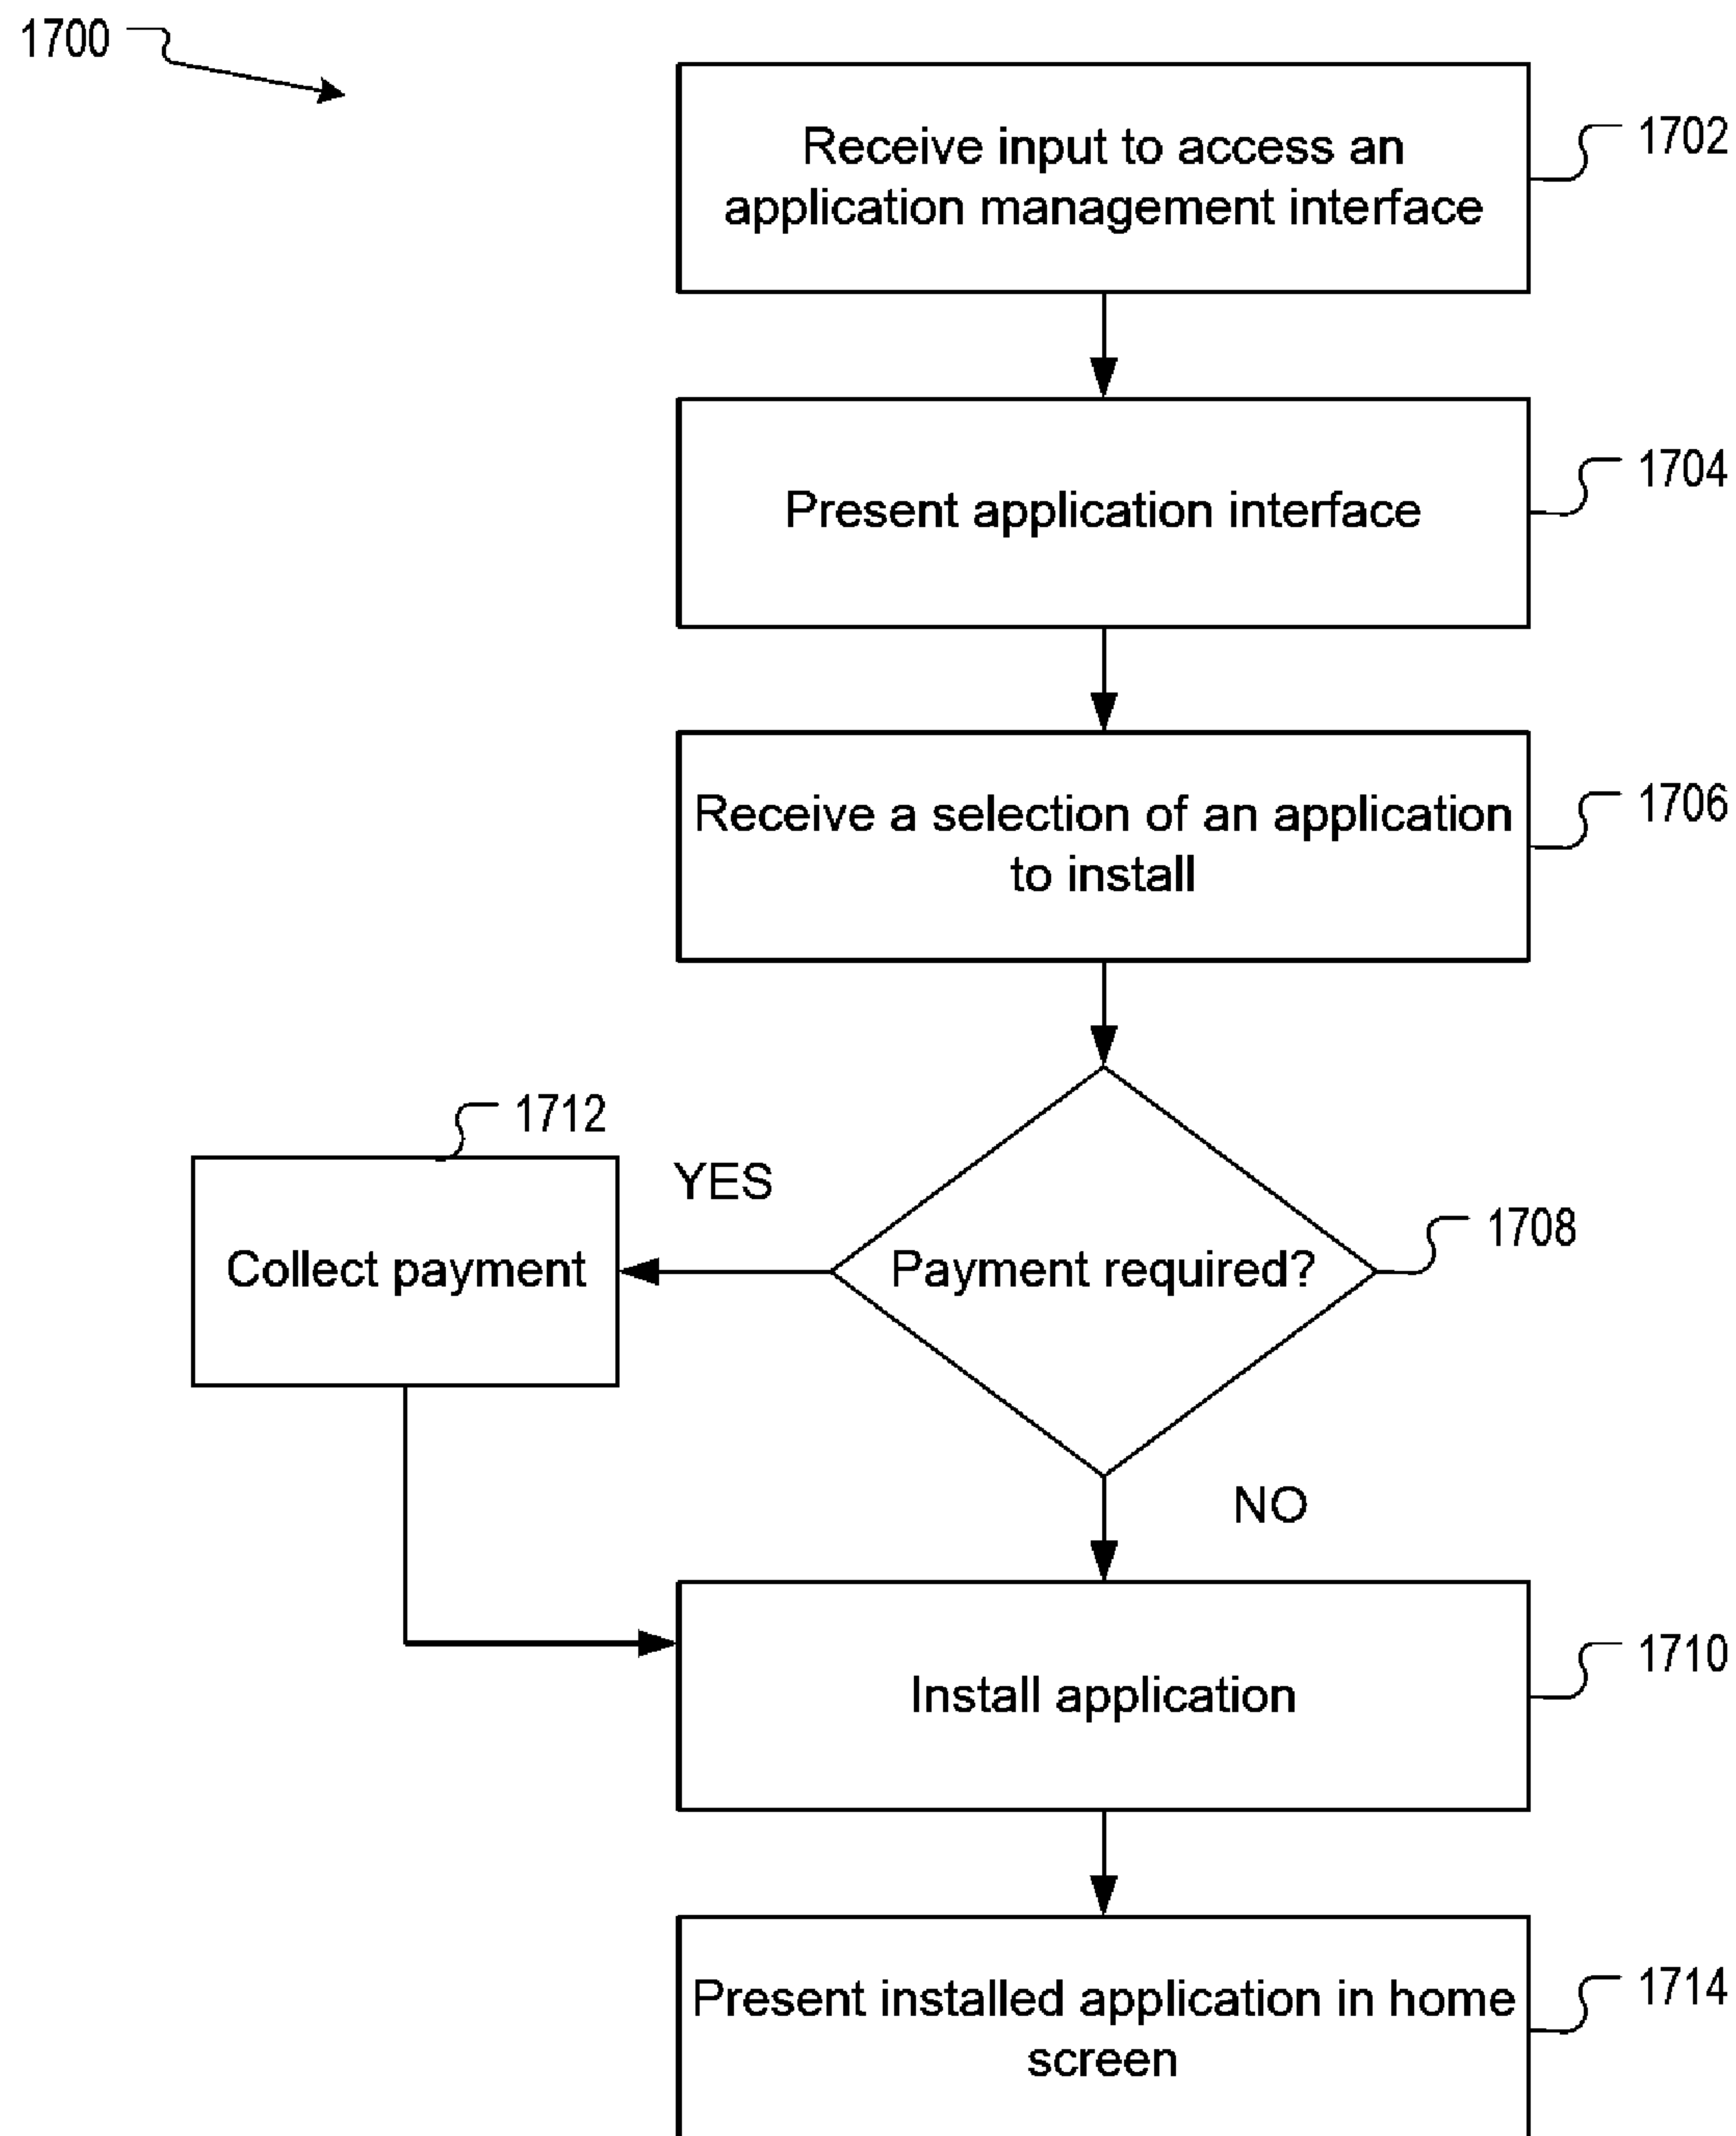 1700
Receive input to access an
application management interface
1702
Present application interface
1704
Receive a selection of an application
to install
1706
1712
YES
Collect payment
Payment required?
1708
NO
Install application
1710
Present installed application in home
screen
1714